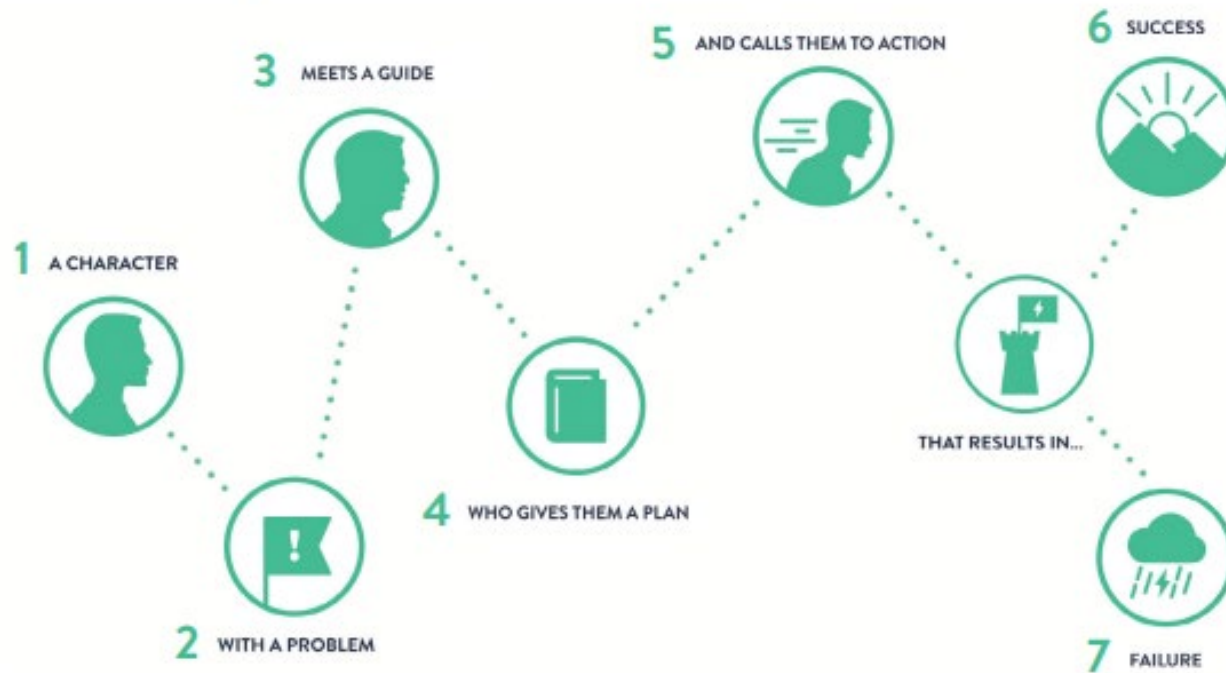 1 A CHARACTER
2 WITH A PROBLEM
3 MEETS A GUIDE
4 WHO GIVES THEM A PLAN
5 AND CALLS THEM TO ACTION
THAT RESULTS IN...
6 SUCCESS
7 FAILURE